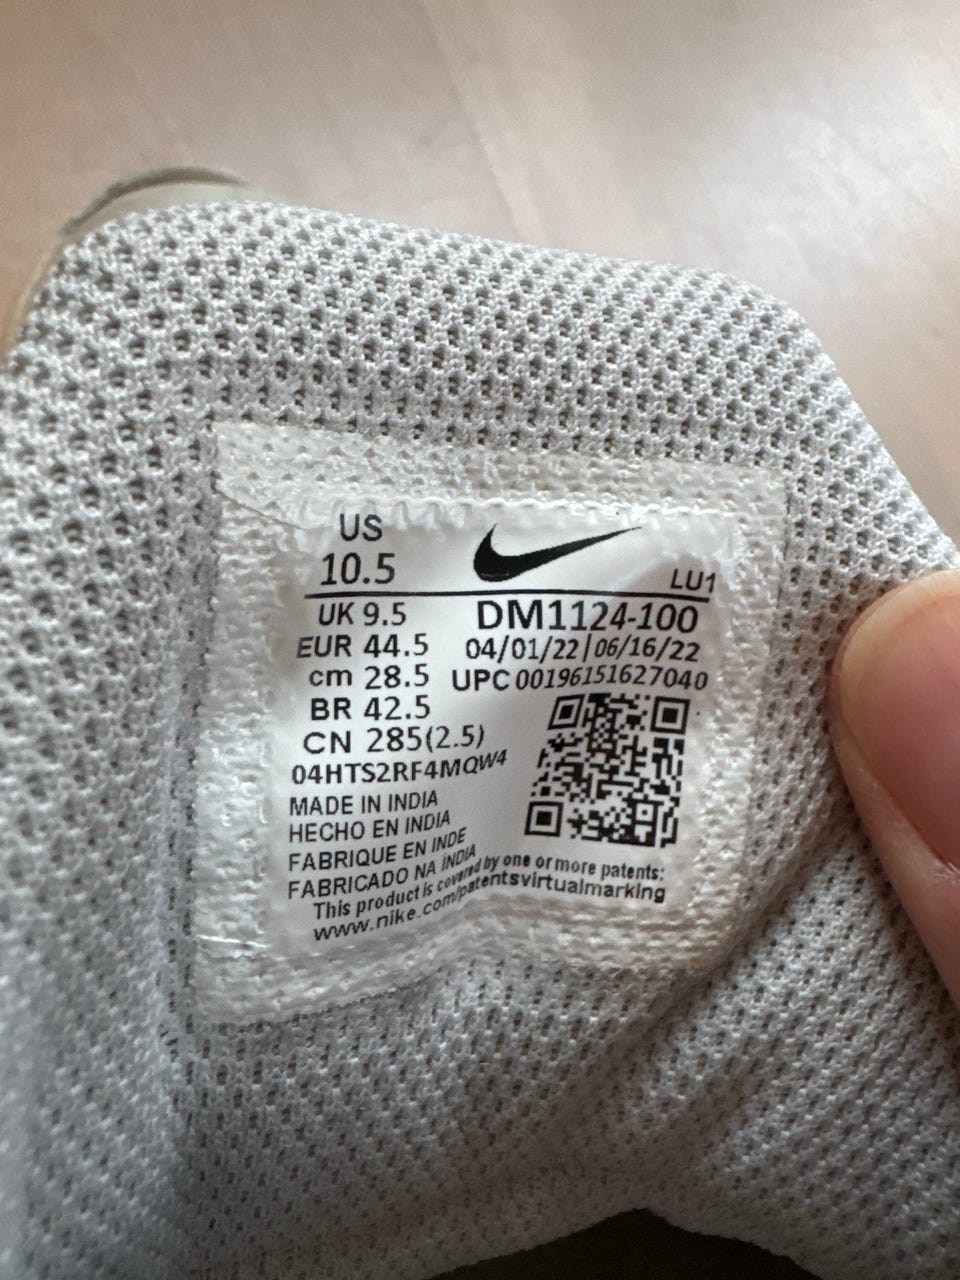 US
10.5
LU1
UK 9.5
DM1124-100
EUR 44.5
04/01/22|06/16/22
cm 28.5
UPC 00196151627040
BR 42.5
CN 285(2.5)
04HTS2RF4MQW4
MADE IN INDIA
HECHO EN INDIA
FABRIQUE EN INDE
FABRICADO NA ÍNDIA
This product is covered by one or more patents:
www.nike.com/patentsvirtualmarking